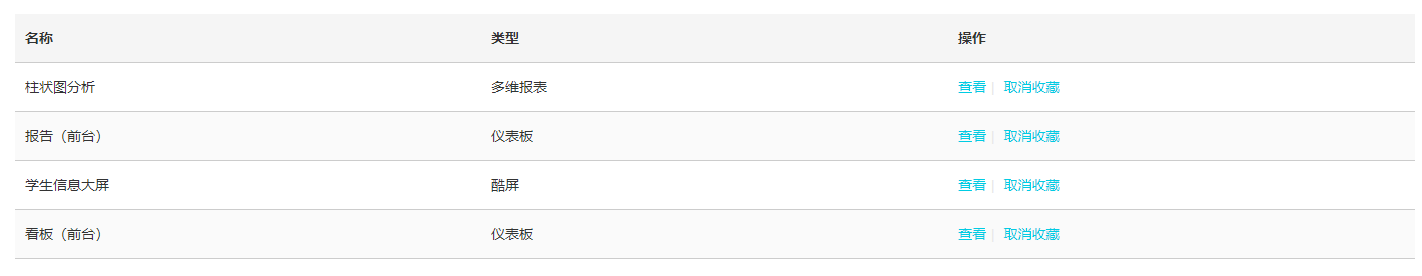 名称 类型 操作
柱状图分析 多维报表 查看 | 取消收藏
报告（前台） 仪表板 查看 | 取消收藏
学生信息大屏 酷屏 查看 | 取消收藏
看板（前台） 仪表板 查看 | 取消收藏